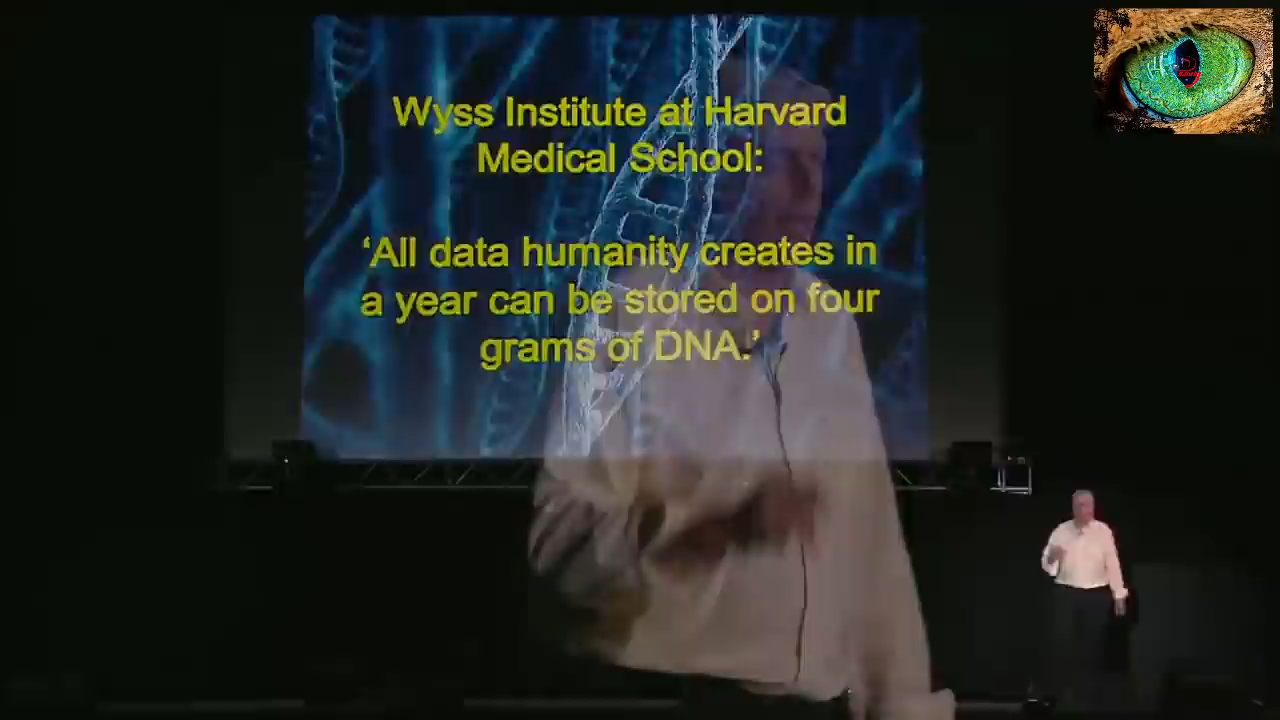 Wyss Institute at Harvard
Medical School:
‘All data humanity creates in
a year can be stored on four
grams of DNA.’